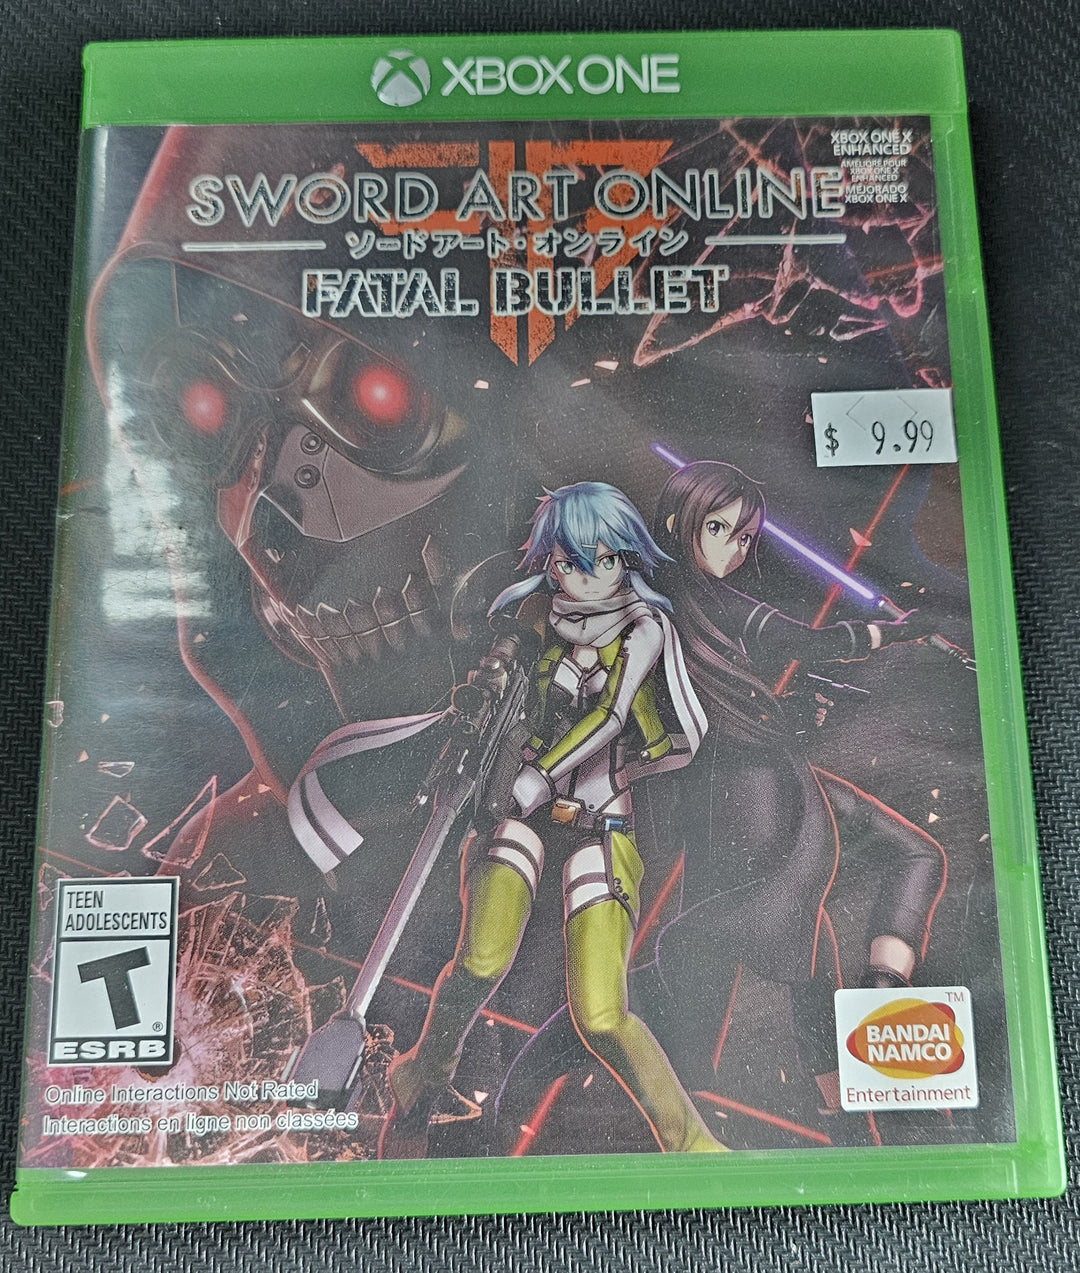 XBOX ONE
XBOX ONE X
ENHANCED
AMÉLIORÉ POUR
XBOX ONE X
ENHANCED
MEJORADO
XBOX ONE X
SWORD ART ONLINE
ソードアート・オンライン
FATAL BULLET
$ 9.99
TEEN
ADOLESCENTS
T
®
ESRB
Online Interactions Not Rated
Interactions en ligne non classées
TM
BANDAI
NAMCO
Entertainment